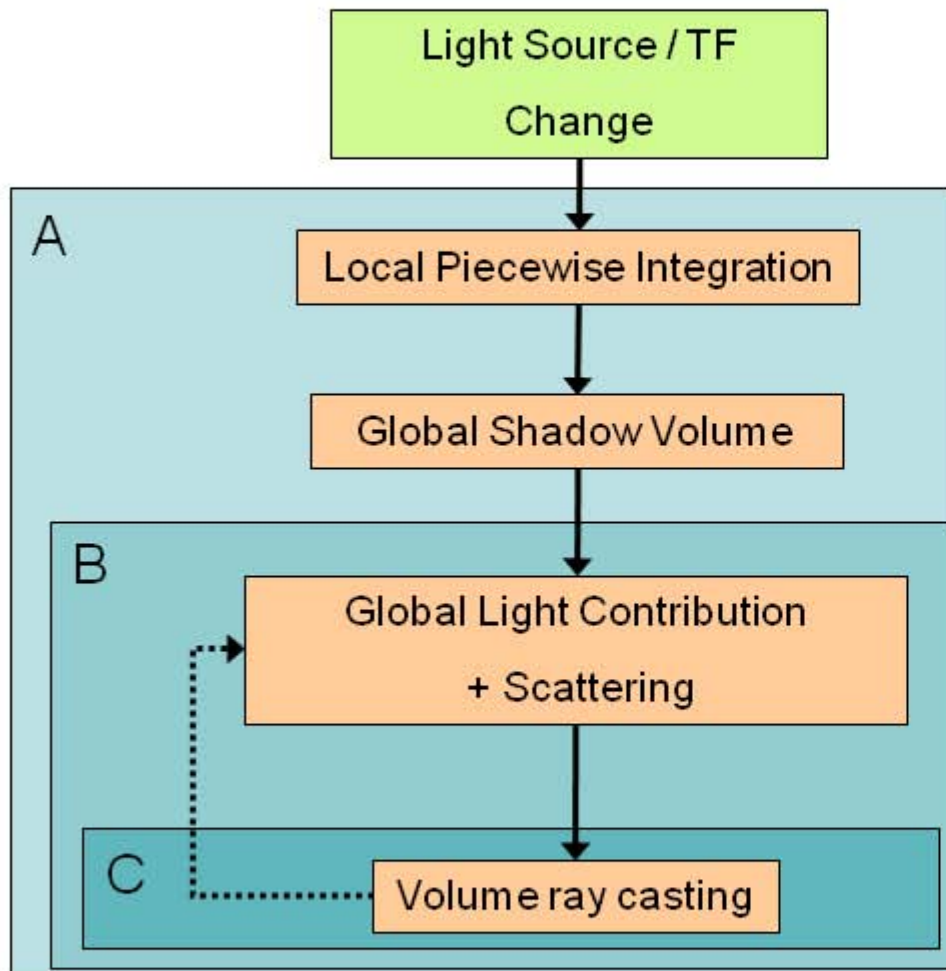 Light Source / TF
Change
A
Local Piecewise Integration
Global Shadow Volume
B
Global Light Contribution
+ Scattering
C
Volume ray casting